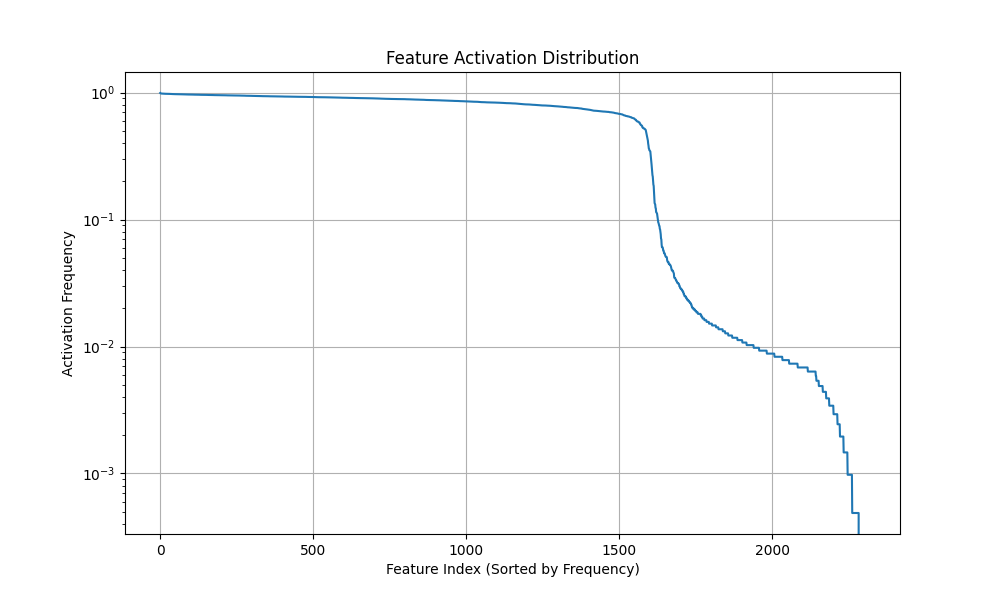 Feature Activation Distribution
10⁰
10⁻¹
10⁻²
10⁻³
Activation Frequency
0 500 1000 1500 2000
Feature Index (Sorted by Frequency)